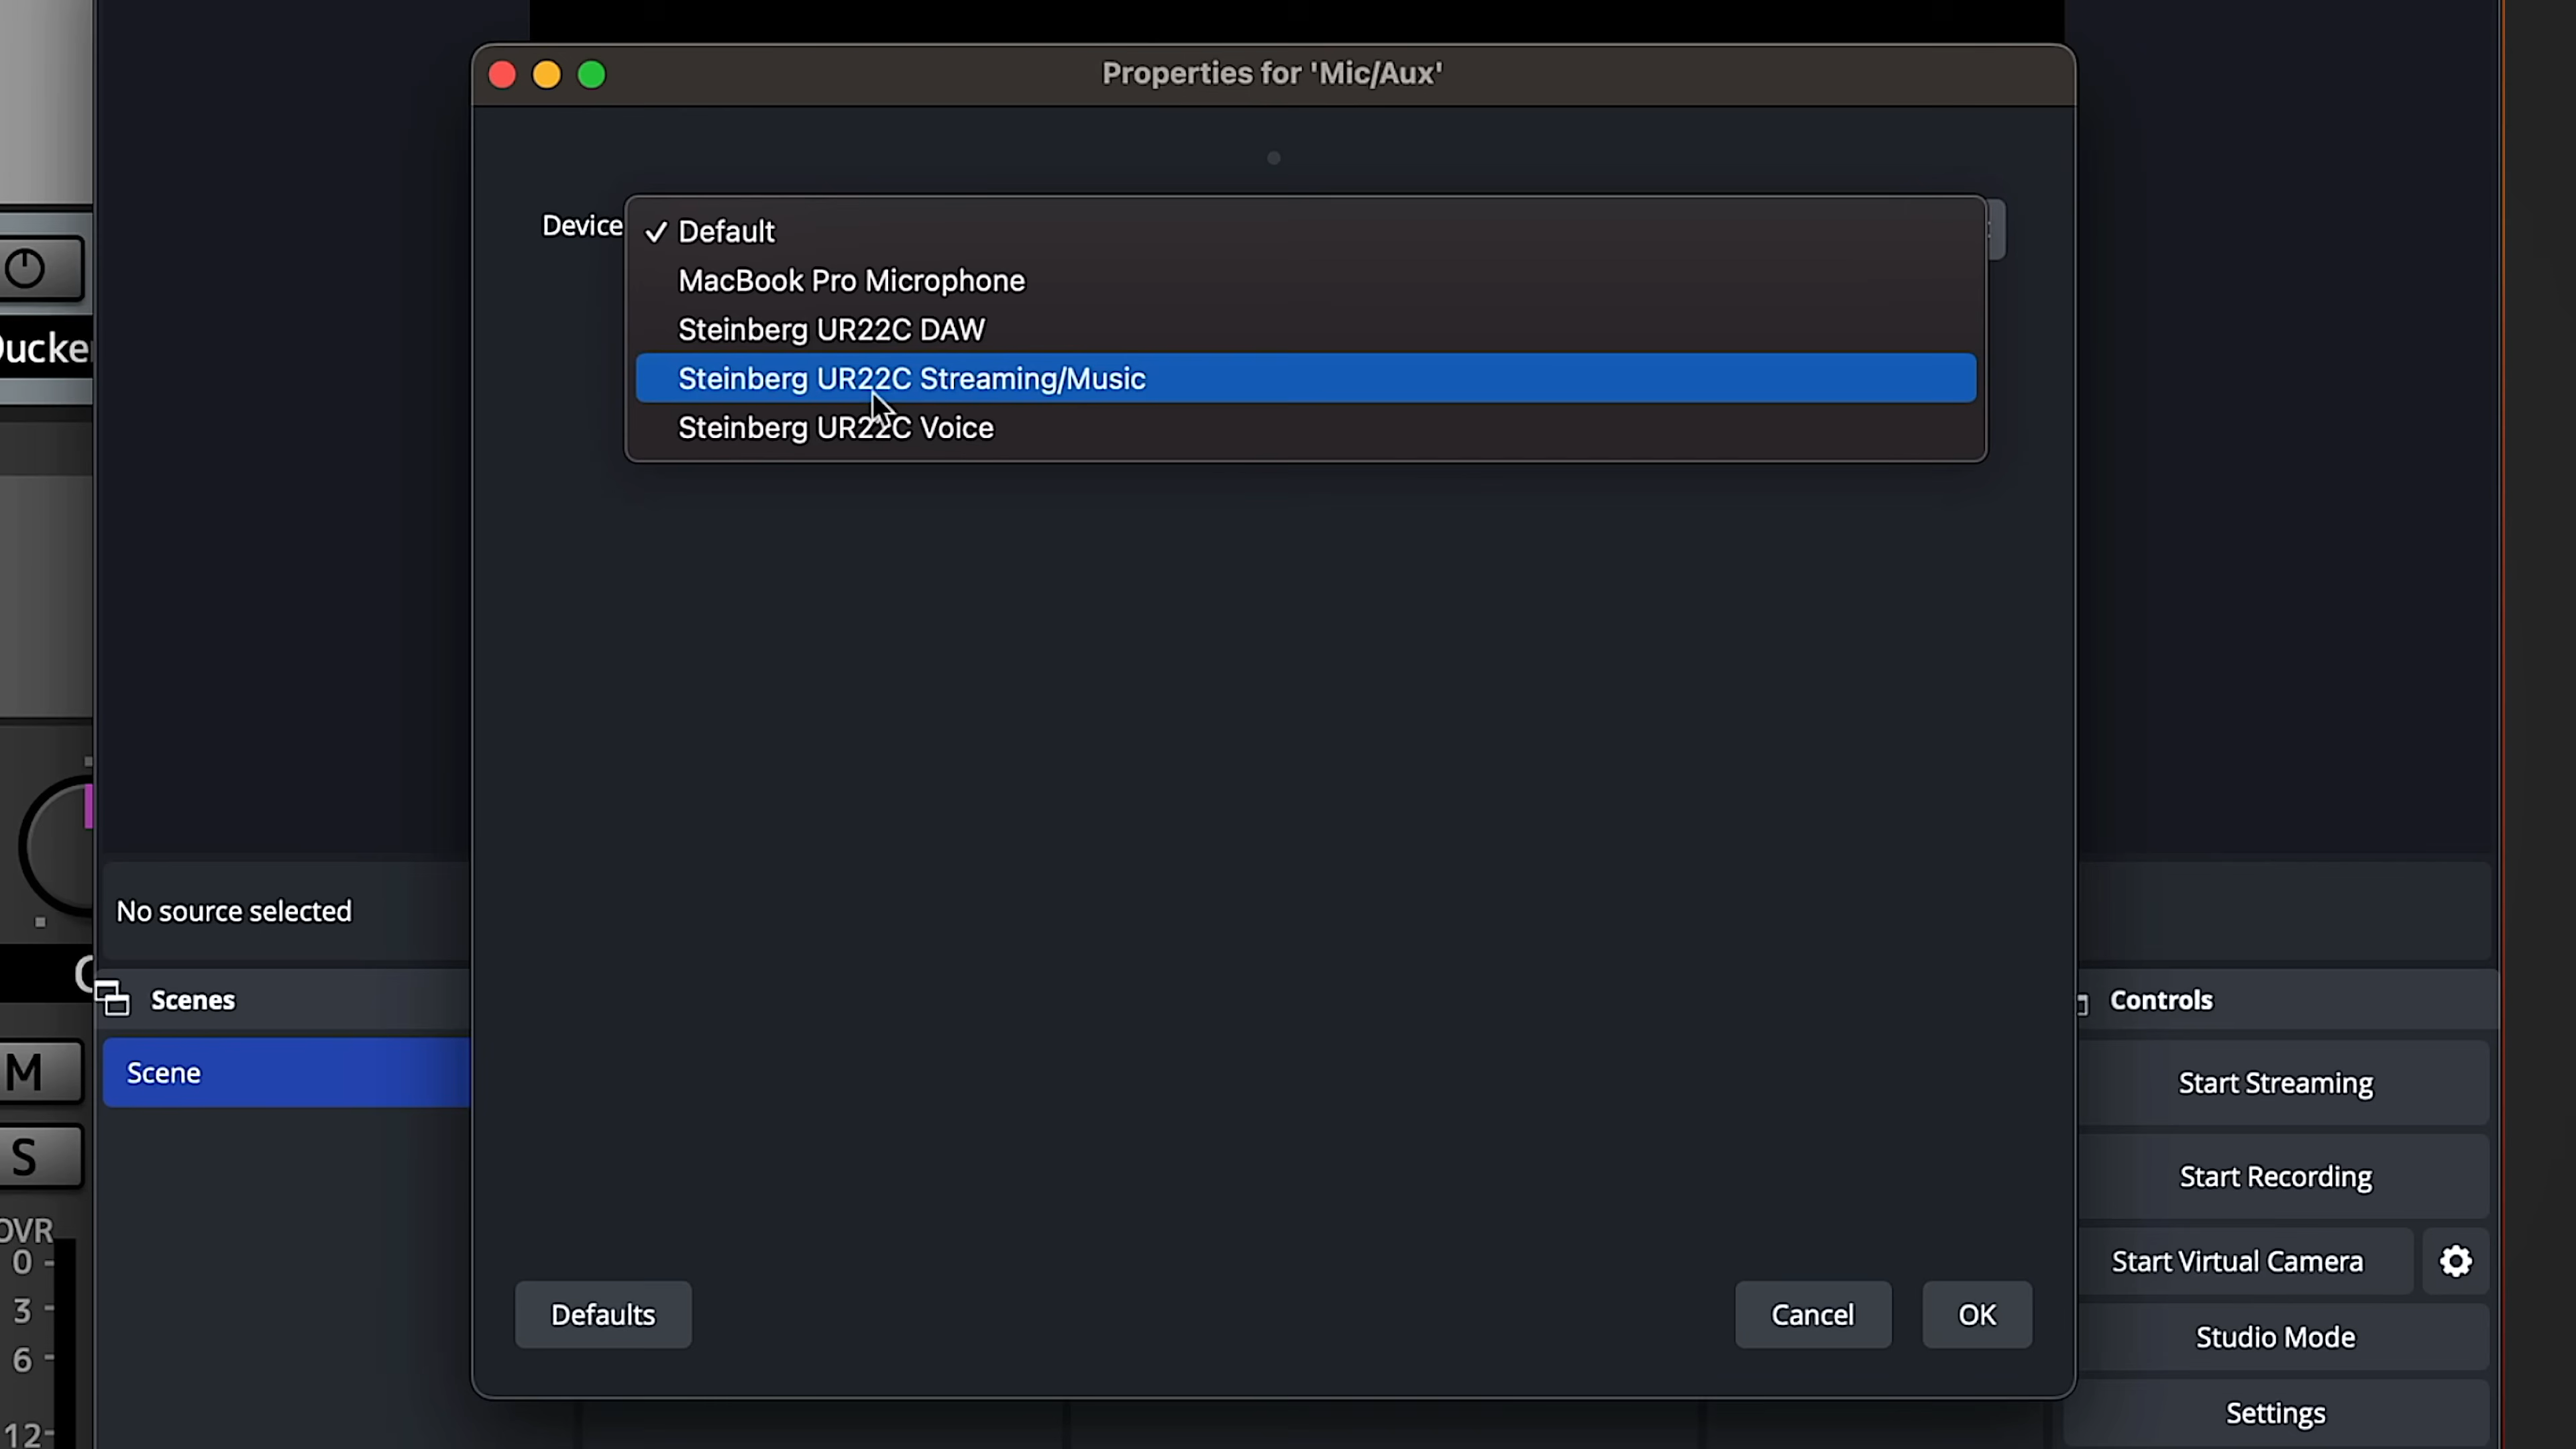 Properties for 'Mic/Aux'
Device
✓ Default
MacBook Pro Microphone
Steinberg UR22C DAW
Steinberg UR22C Streaming/Music
Steinberg UR22C Voice
Ducker
No source selected
Scenes
Scene
M
S
OVR
0
3
6
12
Controls
Start Streaming
Start Recording
Start Virtual Camera
Studio Mode
Settings
Defaults
Cancel
OK